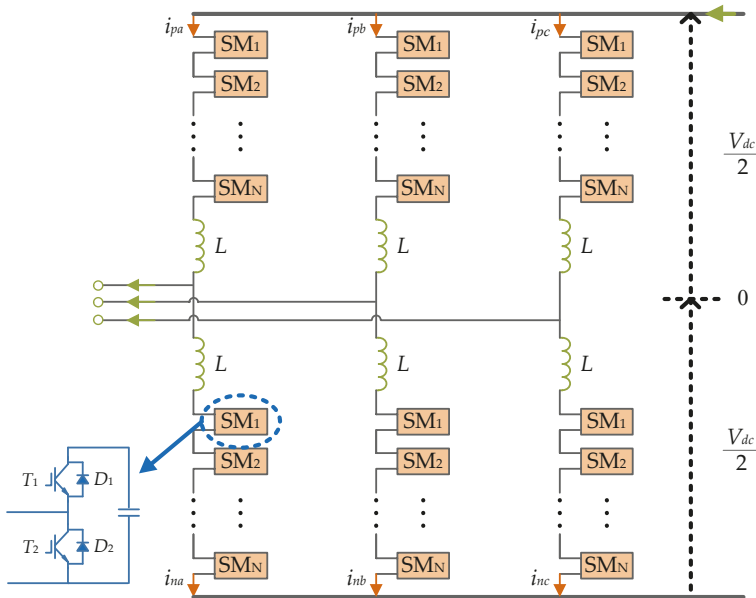 ipa ipb ipc
SM1 SM1 SM1
SM2 SM2 SM2
Vdc
2
SMN SMN SMN
L L L
0
L L L
SM1 SM1 SM1
Vdc
2
SM2 SM2 SM2
T1 D1
T2 D2
SMN SMN SMN
ina inb inc